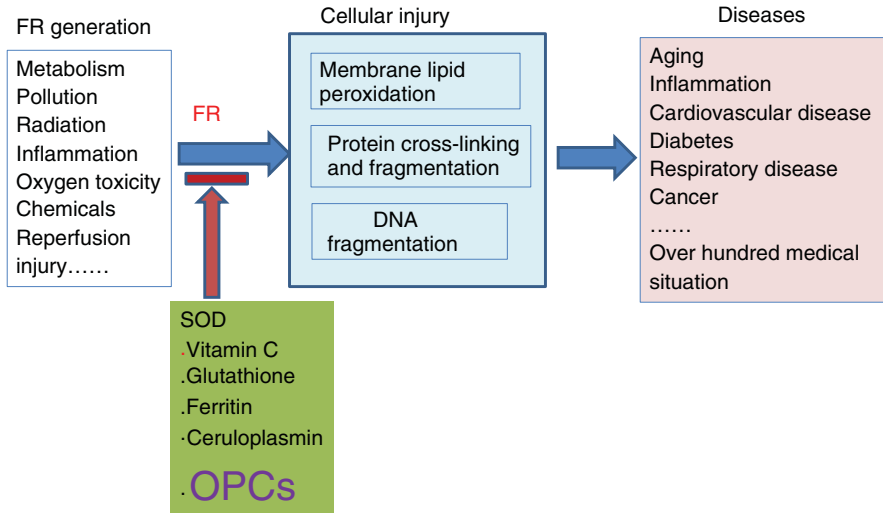 FR generation
Metabolism
Pollution
Radiation
Inflammation
Oxygen toxicity
Chemicals
Reperfusion
injury……
FR
Cellular injury
Membrane lipid
peroxidation
Protein cross-linking
and fragmentation
DNA
fragmentation
Diseases
Aging
Inflammation
Cardiovascular disease
Diabetes
Respiratory disease
Cancer
……
Over hundred medical
situation
SOD
.Vitamin C
.Glutathione
.Ferritin
.Ceruloplasmin
.OPCs